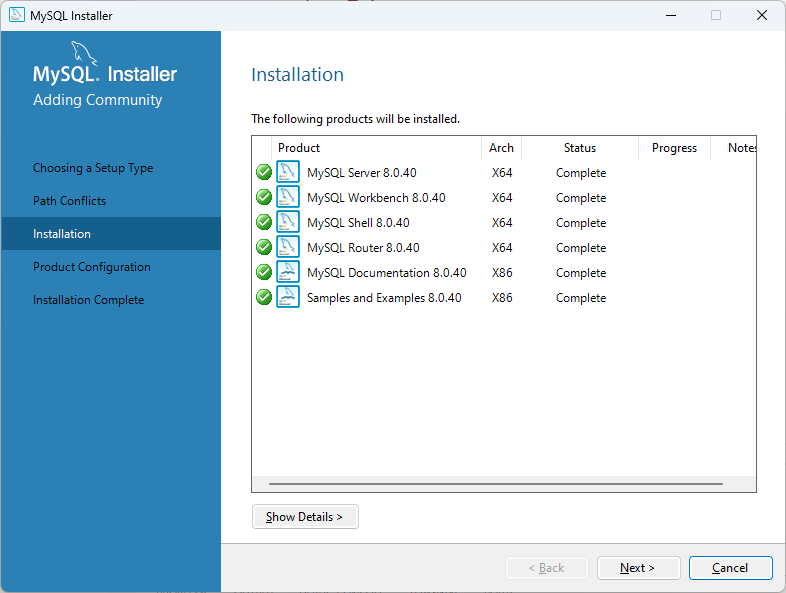 MySQL Installer
MySQL. Installer
Adding Community
Choosing a Setup Type
Path Conflicts
Installation
Product Configuration
Installation Complete
Installation
The following products will be installed.
Product Arch Status Progress Notes
MySQL Server 8.0.40 X64 Complete
MySQL Workbench 8.0.40 X64 Complete
MySQL Shell 8.0.40 X64 Complete
MySQL Router 8.0.40 X64 Complete
MySQL Documentation 8.0.40 X86 Complete
Samples and Examples 8.0.40 X86 Complete
Show Details >
< Back Next > Cancel